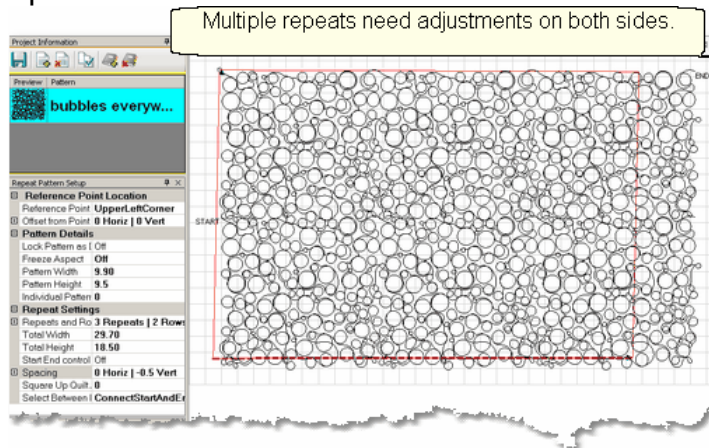 Multiple repeats need adjustments on both sides.
Project Information
Preview Pattern
bubbles everyw...
Repeat Pattern Setup
Reference Point Location
Reference Point UpperLeftCorner
Offset from Point 0 Horiz | 0 Vert
Pattern Details
Lock Pattern as Off
Freeze Aspect Off
Pattern Width 9.90
Pattern Height 9.5
Individual Patter 0
Repeat Settings
Repeats and Ro 3 Repeats | 2 Rows
Total Width 29.70
Total Height 18.50
Start End control Off
Spacing 0 Horiz | -0.5 Vert
Square Up Quilt. 0
Select Between ConnectStartAndEr
START
END